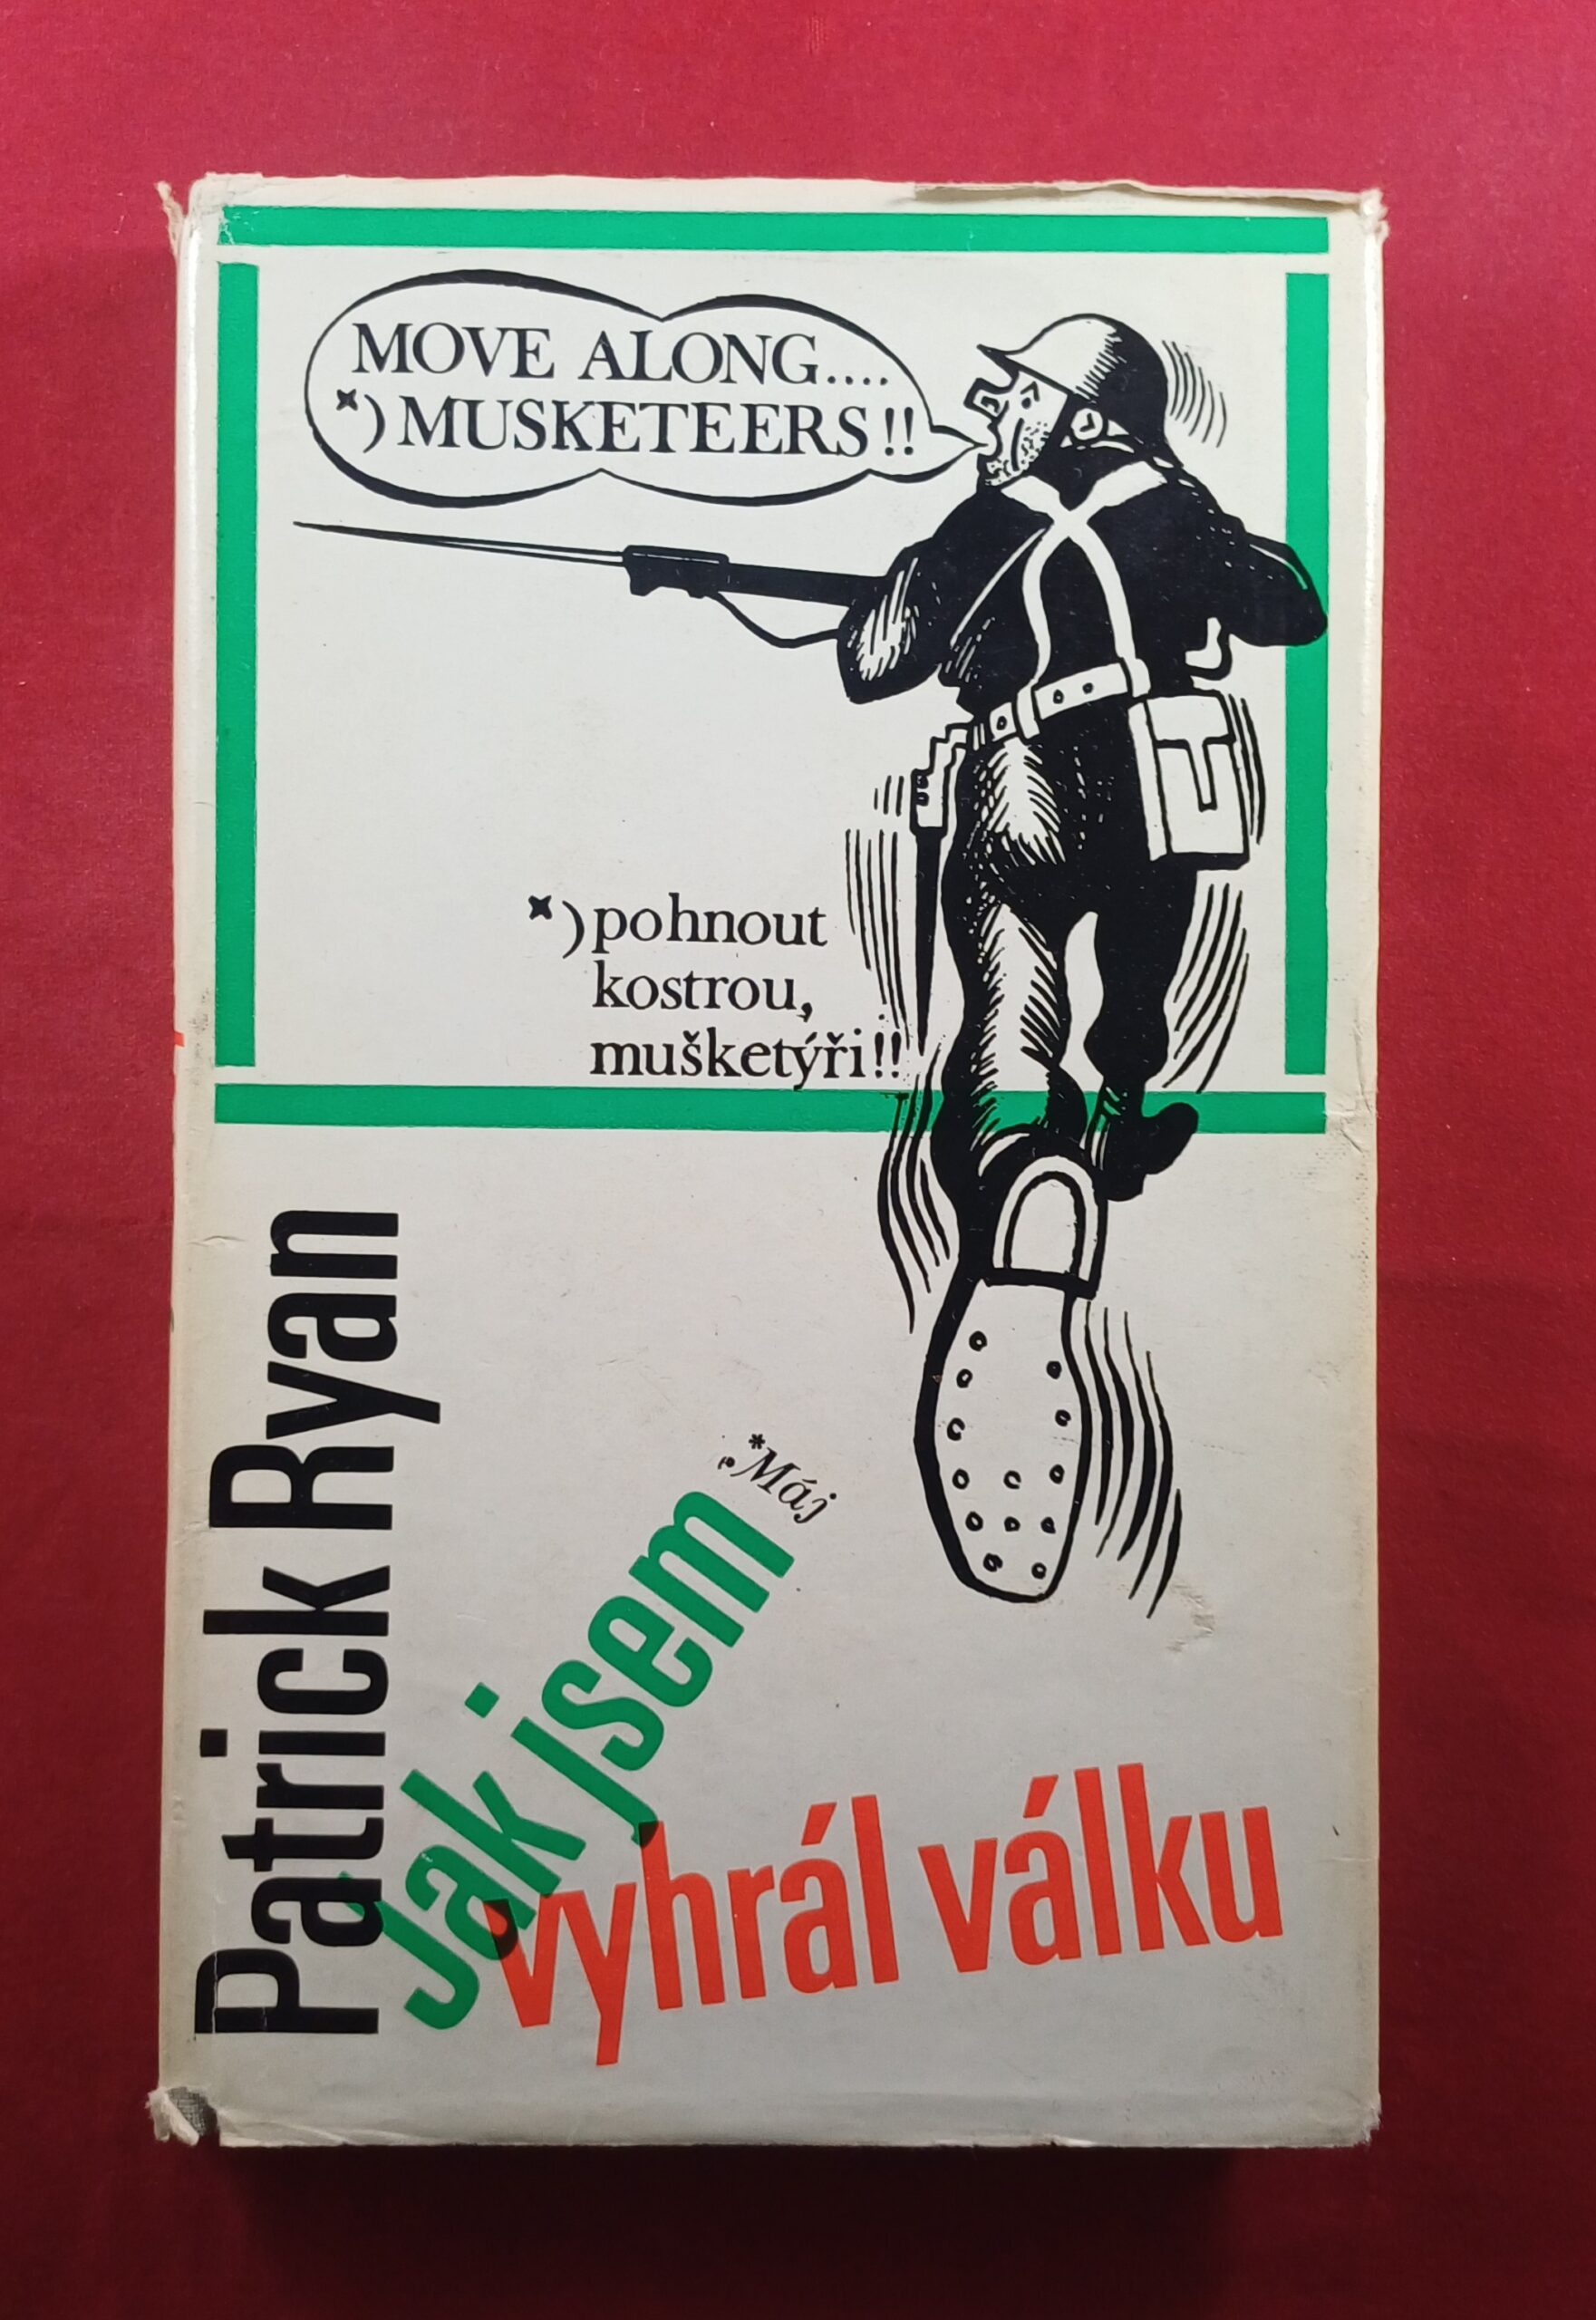 MOVE ALONG....
x) MUSKETEERS!!
x) pohnout
kostrou,
mušketýři!!
Patrick Ryan
*Máj
Jak jsem
vyhrál válku